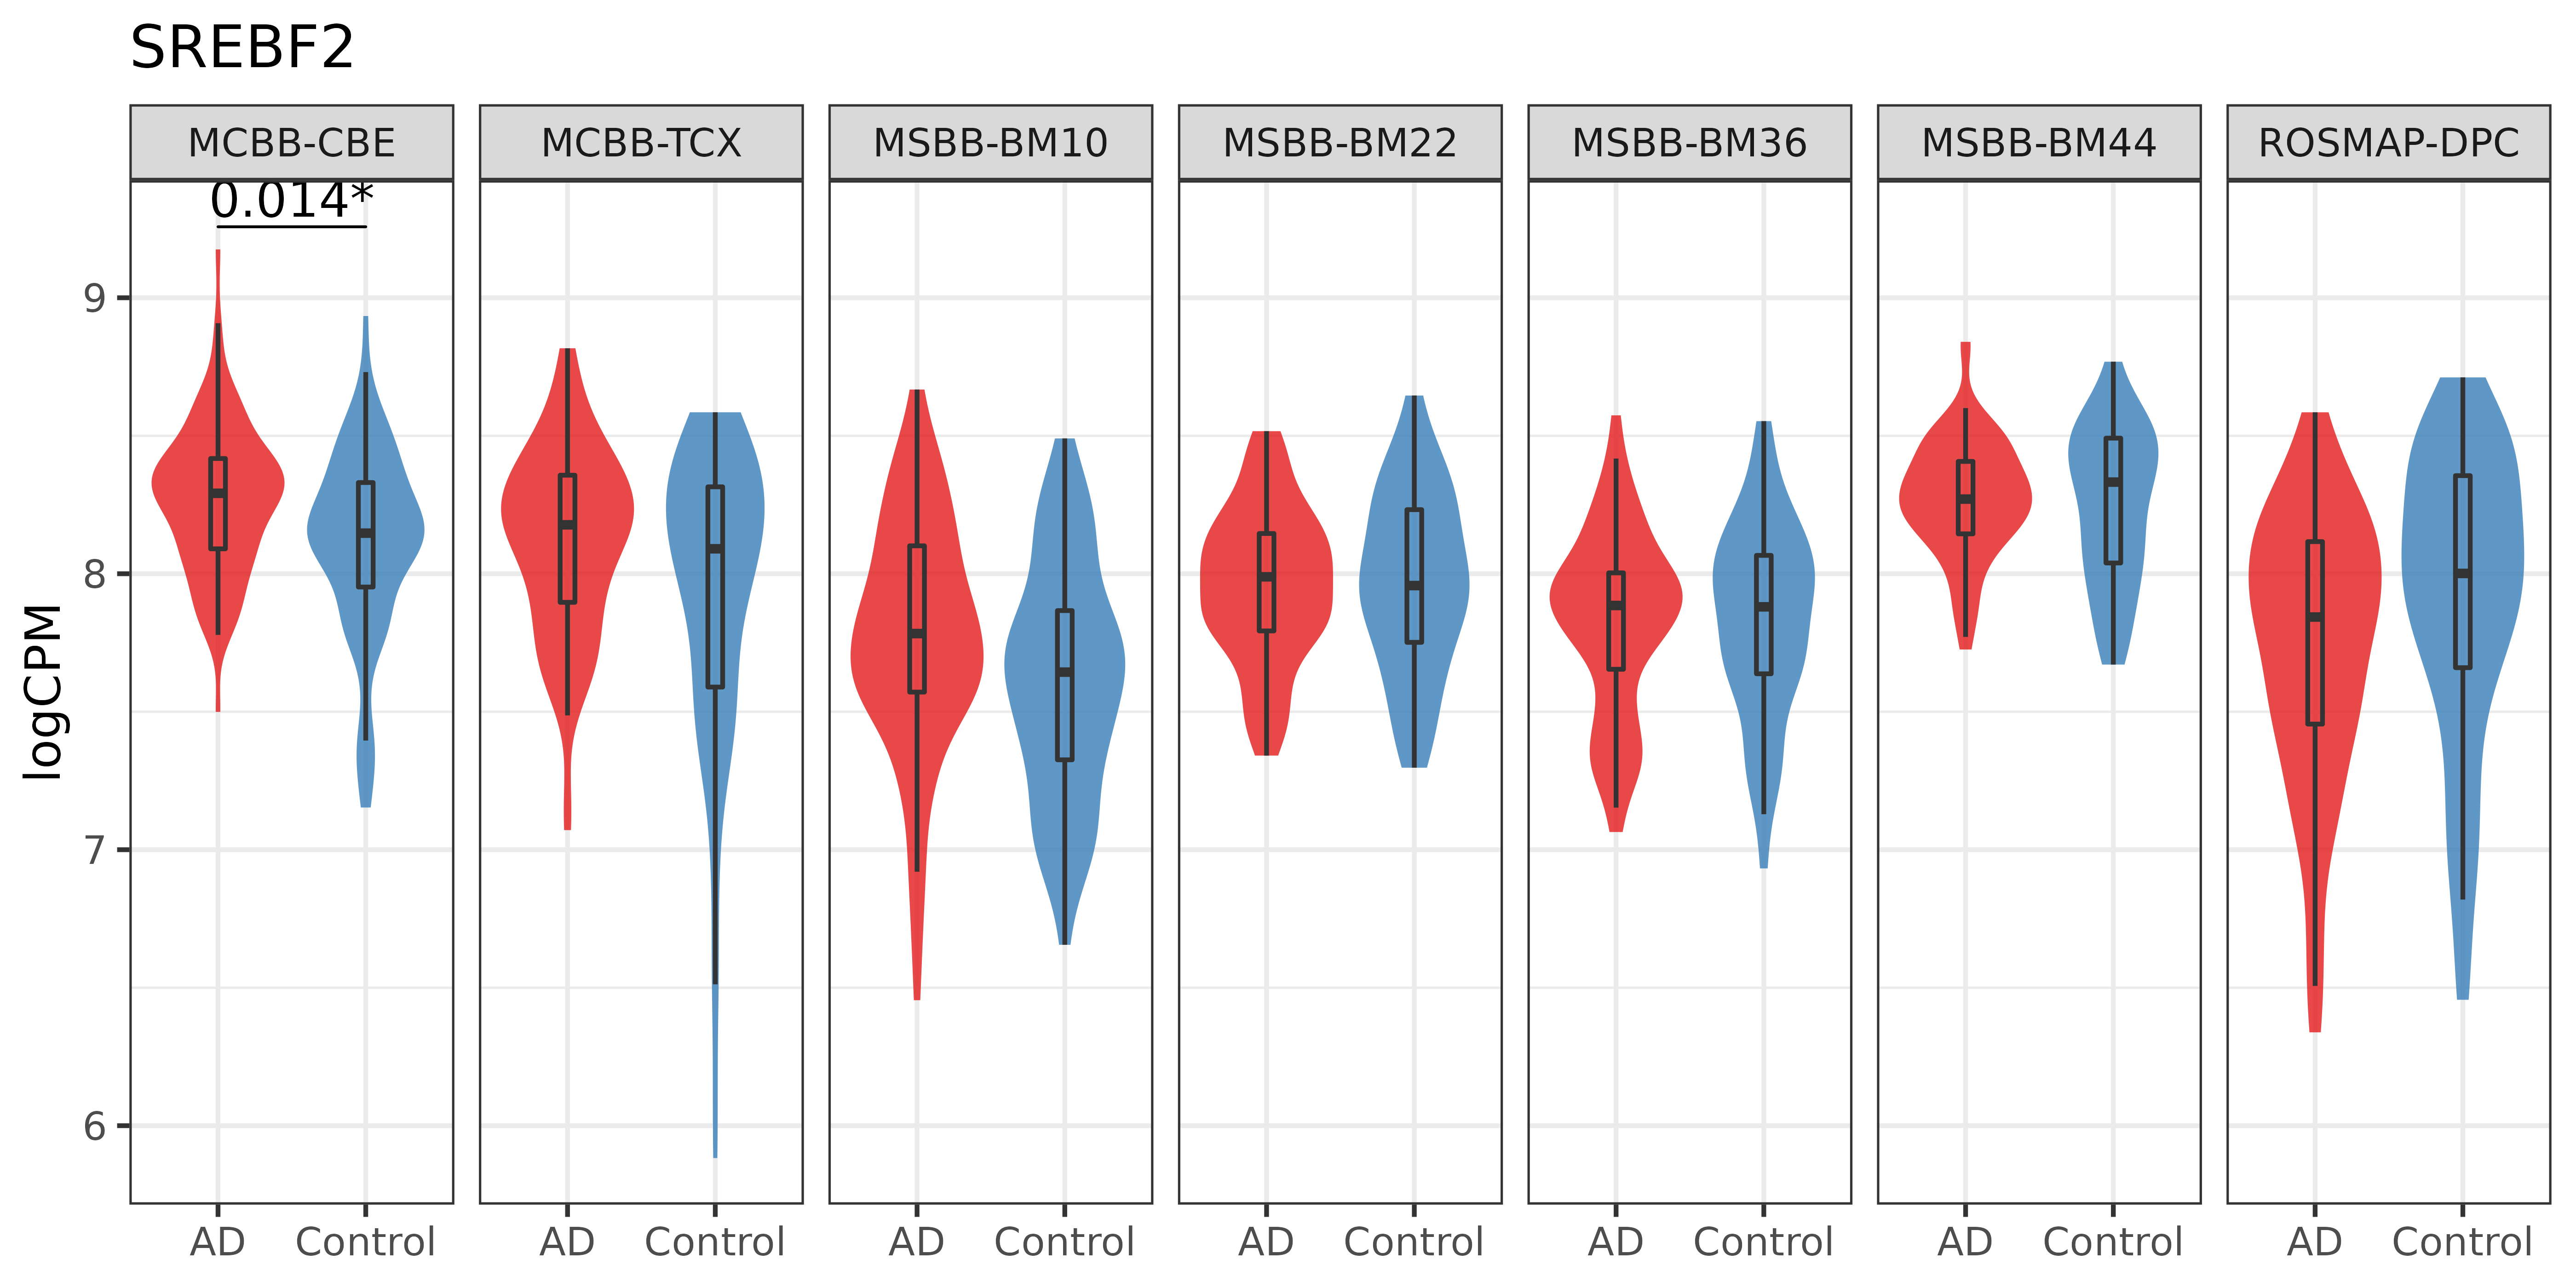 SREBF2
MCBB-CBE MCBB-TCX MSBB-BM10 MSBB-BM22 MSBB-BM36 MSBB-BM44 ROSMAP-DPC
0.014*
9
8
7
6
logCPM
AD Control AD Control AD Control AD Control AD Control AD Control AD Control